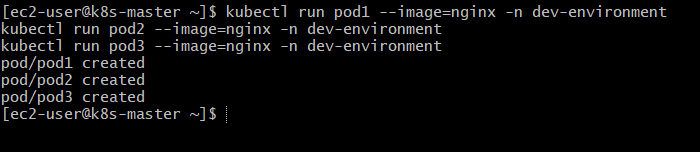 [ec2-user@k8s-master ~]$ kubectl run pod1 --image=nginx -n dev-environment
kubectl run pod2 --image=nginx -n dev-environment
kubectl run pod3 --image=nginx -n dev-environment
pod/pod1 created
pod/pod2 created
pod/pod3 created
[ec2-user@k8s-master ~]$